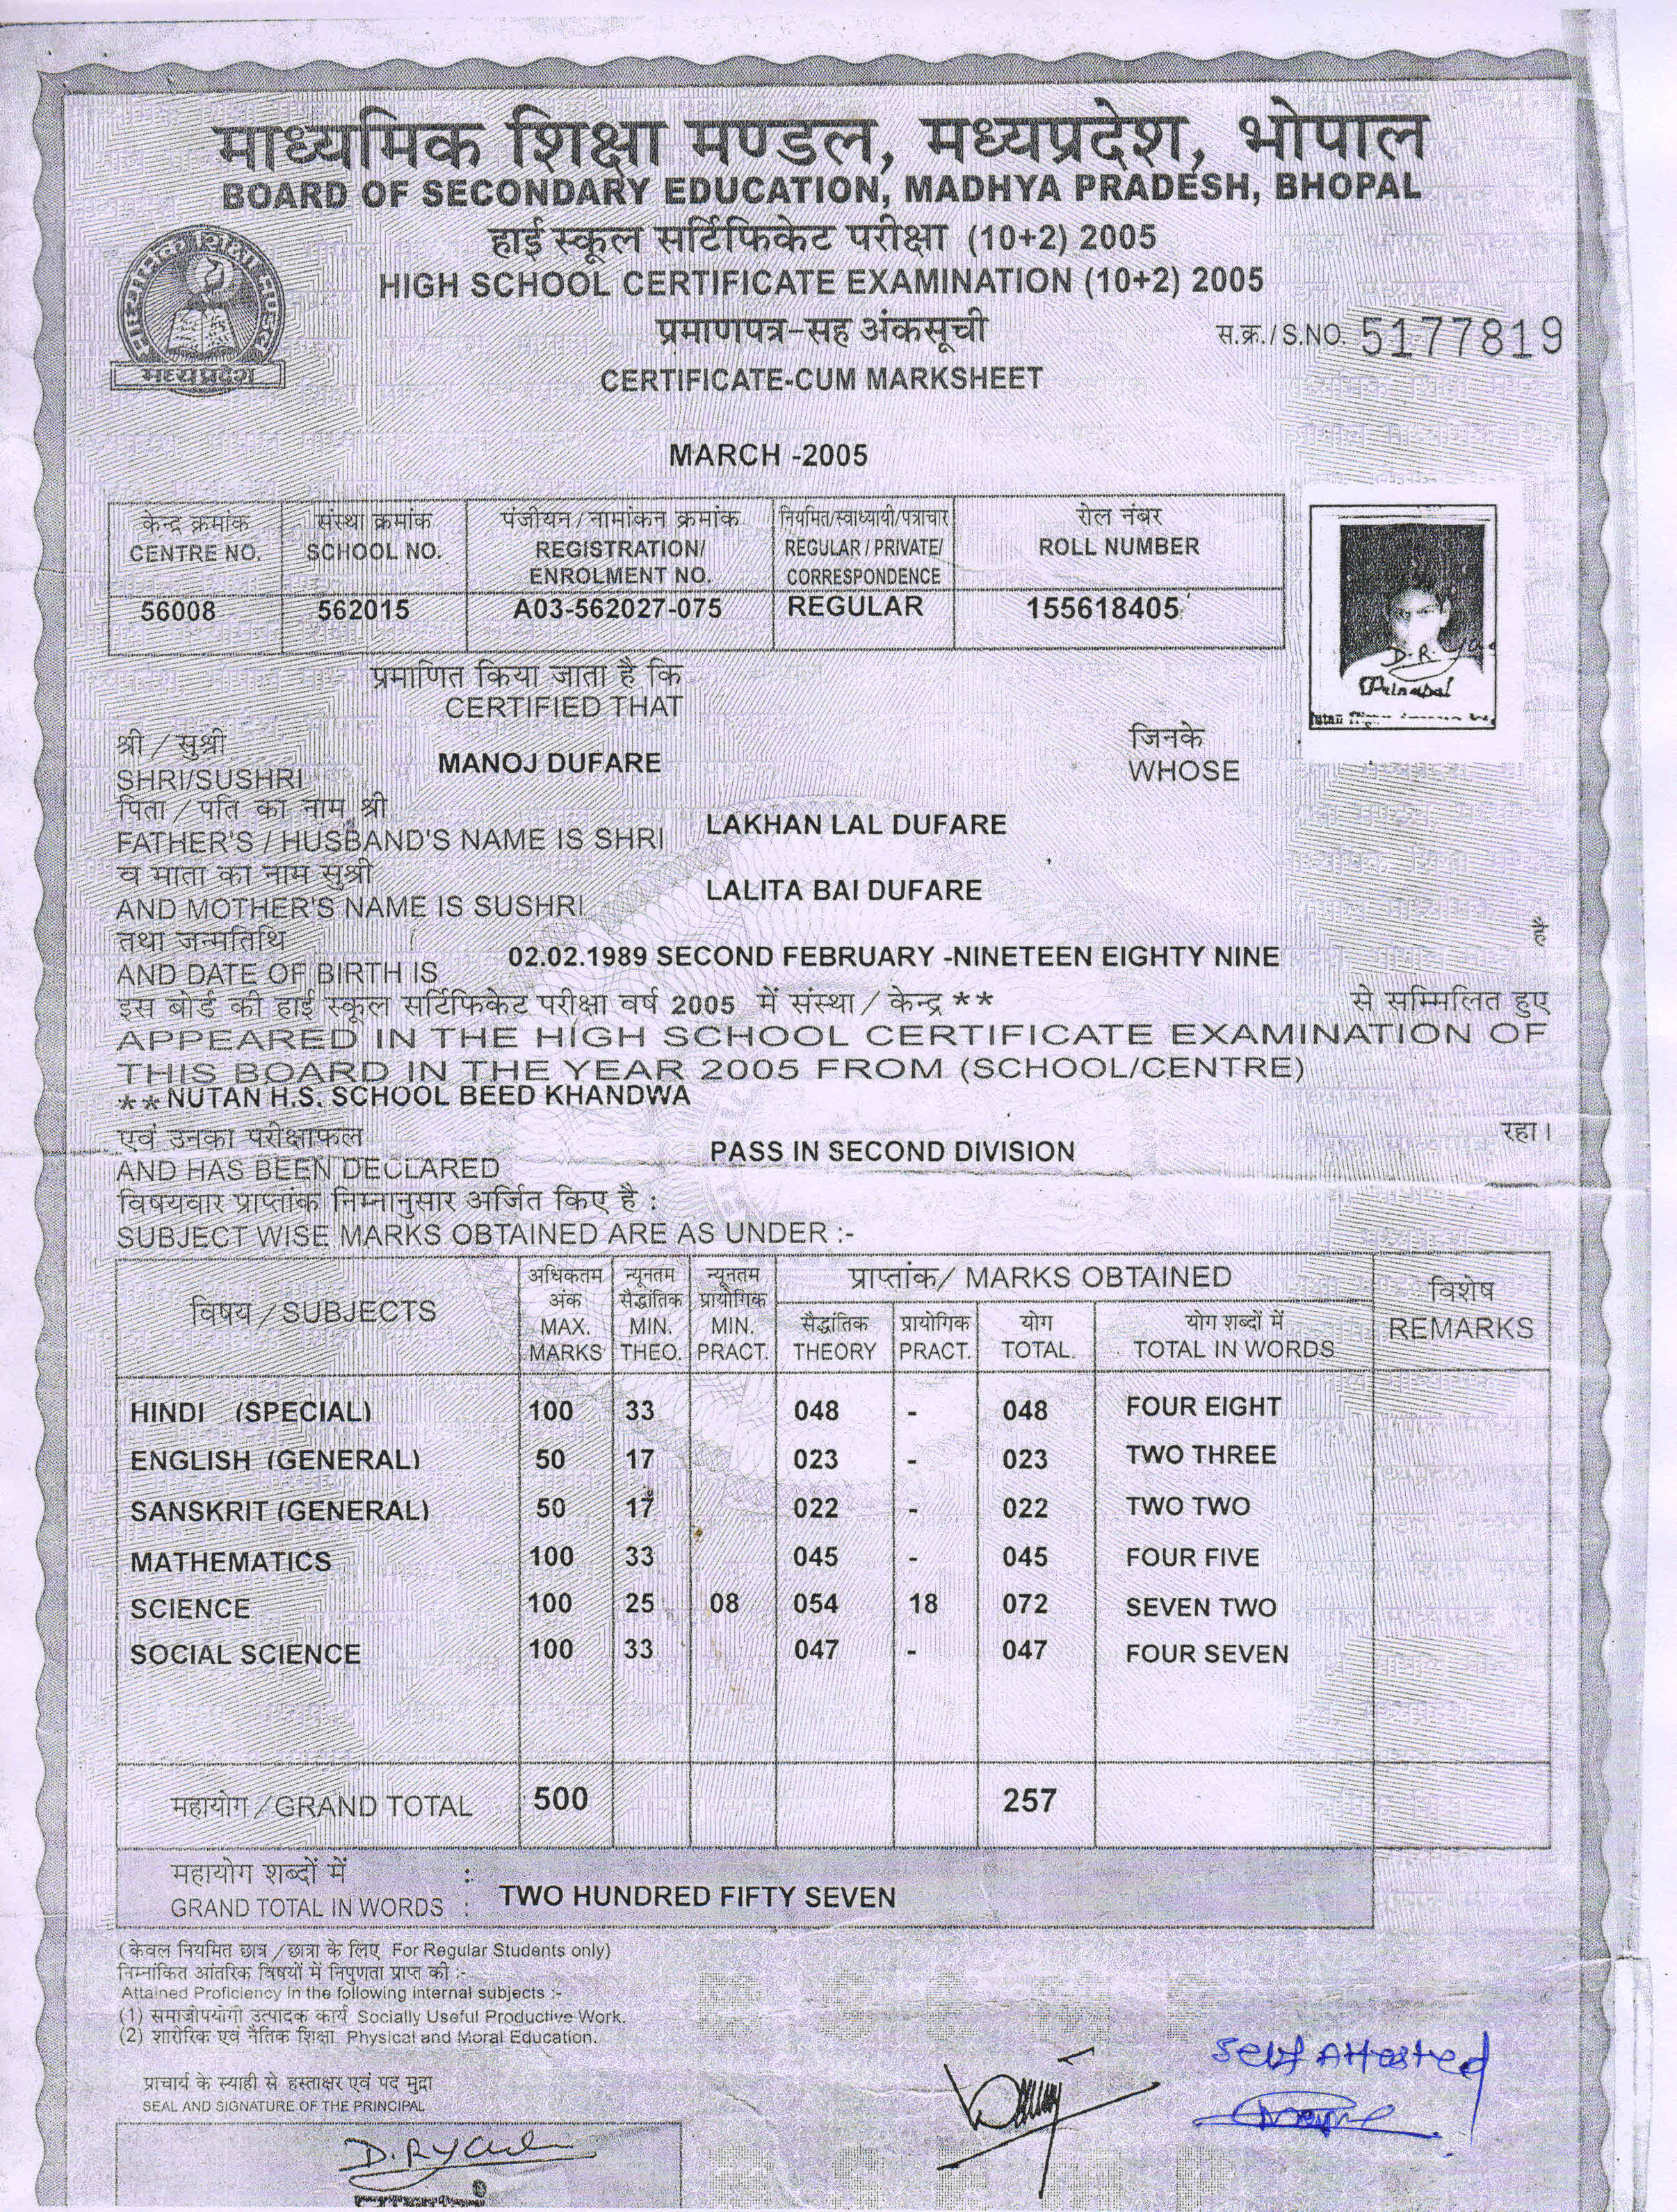 माध्यमिक शिक्षा मण्डल, मध्यप्रदेश, भोपाल
BOARD OF SECONDARY EDUCATION, MADHYA PRADESH, BHOPAL
हाई स्कूल सर्टिफिकेट परीक्षा (10+2) 2005
HIGH SCHOOL CERTIFICATE EXAMINATION (10+2) 2005
प्रमाणपत्र-सह अंकसूची
स.क्र./S.NO. 5177819
CERTIFICATE-CUM MARKSHEET
मध्यप्रदेश
MARCH -2005
केन्द्र क्रमांक संस्था क्रमांक पंजीयन/नामांकन क्रमांक नियमित/स्वाध्यायी/पत्राचार रोल नंबर
CENTRE NO. SCHOOL NO. REGISTRATION/ REGULAR / PRIVATE/ ROLL NUMBER
ENROLMENT NO. CORRESPONDENCE
56008 562015 A03-562027-075 REGULAR 155618405
D.R.
Principal
प्रमाणित किया जाता है कि
CERTIFIED THAT
श्री / सुश्री जिनके
SHRI/SUSHRI MANOJ DUFARE WHOSE
पिता / पति का नाम श्री
FATHER'S / HUSBAND'S NAME IS SHRI LAKHAN LAL DUFARE
व माता का नाम सुश्री
AND MOTHER'S NAME IS SUSHRI LALITA BAI DUFARE
तथा जन्मतिथि है
AND DATE OF BIRTH IS 02.02.1989 SECOND FEBRUARY -NINETEEN EIGHTY NINE
इस बोर्ड की हाई स्कूल सर्टिफिकेट परीक्षा वर्ष 2005 में संस्था / केन्द्र ** से सम्मिलित हुए
APPEARED IN THE HIGH SCHOOL CERTIFICATE EXAMINATION OF
THIS BOARD IN THE YEAR 2005 FROM (SCHOOL/CENTRE)
** NUTAN H.S. SCHOOL BEED KHANDWA
एवं उनका परीक्षाफल रहा।
AND HAS BEEN DECLARED PASS IN SECOND DIVISION
विषयवार प्राप्तांक निम्नानुसार अर्जित किए है :
SUBJECT WISE MARKS OBTAINED ARE AS UNDER :-
विषय / SUBJECTS अधिकतम अंक MAX. MARKS न्यूनतम सैद्धांतिक MIN. THEO. न्यूनतम प्रायोगिक MIN. PRACT. प्राप्तांक/ MARKS OBTAINED विशेष REMARKS
सैद्धांतिक THEORY प्रायोगिक PRACT. योग TOTAL. योग शब्दों में TOTAL IN WORDS
HINDI (SPECIAL) 100 33 048 - 048 FOUR EIGHT
ENGLISH (GENERAL) 50 17 023 - 023 TWO THREE
SANSKRIT (GENERAL) 50 17 022 - 022 TWO TWO
MATHEMATICS 100 33 045 - 045 FOUR FIVE
SCIENCE 100 25 08 054 18 072 SEVEN TWO
SOCIAL SCIENCE 100 33 047 - 047 FOUR SEVEN
महायोग / GRAND TOTAL 500 257
महायोग शब्दों में :
GRAND TOTAL IN WORDS : TWO HUNDRED FIFTY SEVEN
(केवल नियमित छात्र / छात्रा के लिए For Regular Students only)
निम्नांकित आंतरिक विषयों में निपुणता प्राप्त की :-
Attained Proficiency in the following internal subjects :-
(1) समाजोपयोगी उत्पादक कार्य Socially Useful Productive Work.
(2) शारीरिक एवं नैतिक शिक्षा Physical and Moral Education.
Self Attested
प्राचार्य के स्याही से हस्ताक्षर एवं पद मुद्रा
SEAL AND SIGNATURE OF THE PRINCIPAL